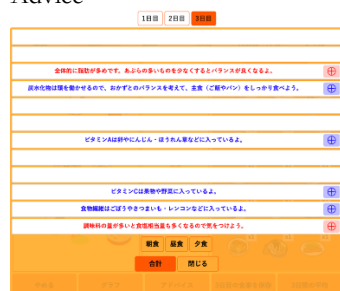 Advice
1日目 2日目 3日目
全体的に脂肪が多めです。あぶらの多いものを少なくするとバランスが良くなるよ。
炭水化物は頭を働かせるので、おかずとのバランスを考えて、主食（ご飯やパン）をしっかり食べよう。
ビタミンAは卵やにんじん・ほうれん草などに入っているよ。
ビタミンCは果物や野菜に入っているよ。
食物繊維はごぼうやさつまいも・レンコンなどに入っているよ。
調味料の量が多いと食塩相当量も多くなるので気をつけよう。
朝食 昼食 夕食
合計 閉じる